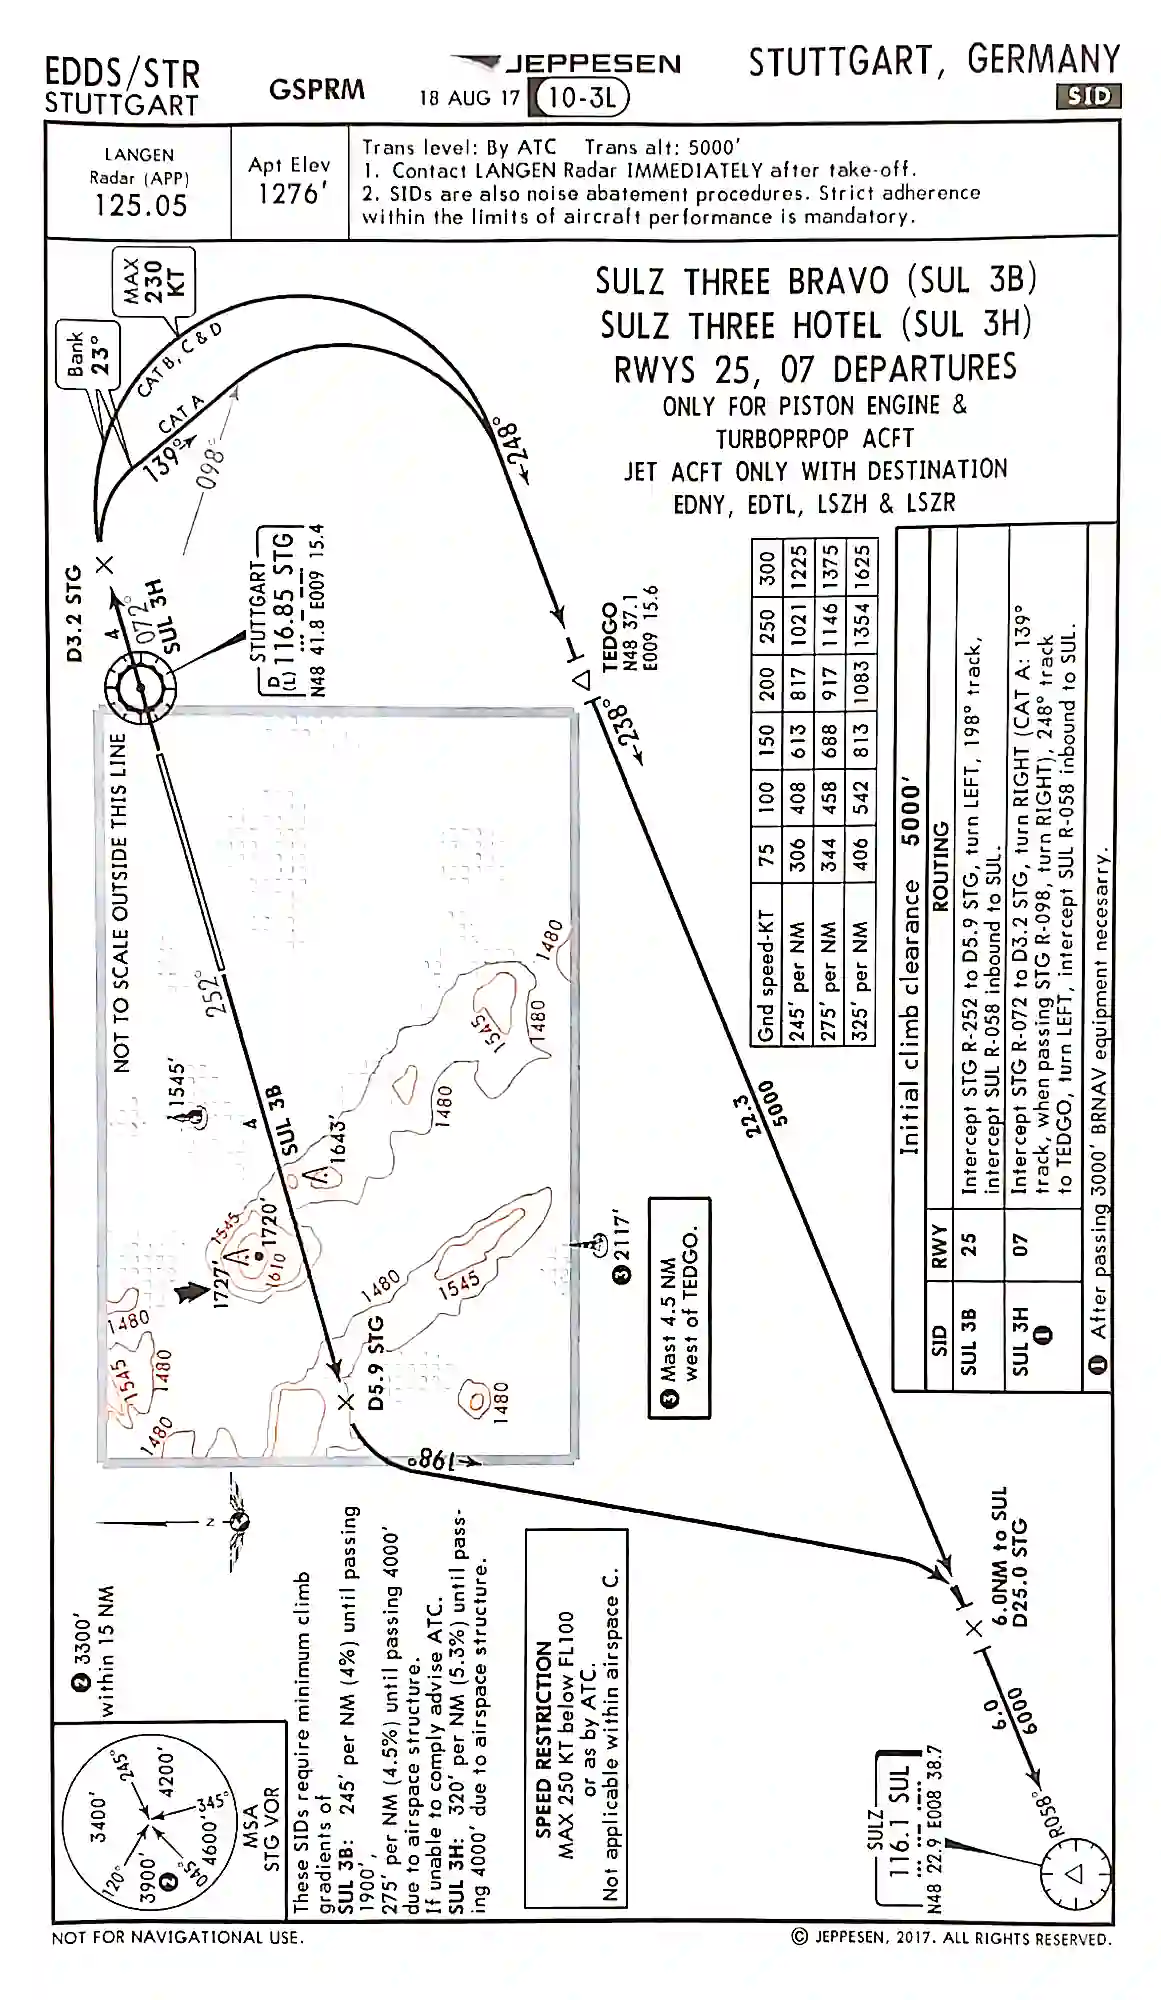 EDDS/STR
STUTTGART
GSPRM
JEPPESEN
18 AUG 17
10-3L
STUTTGART, GERMANY
SID
LANGEN
Radar (APP)
125.05
Apt Elev
1276'
Trans level: By ATC Trans alt: 5000'
1. Contact LANGEN Radar IMMEDIATELY after take-off.
2. SIDs are also noise abatement procedures. Strict adherence
within the limits of aircraft performance is mandatory.
SULZ THREE BRAVO (SUL 3B)
SULZ THREE HOTEL (SUL 3H)
RWYS 25, 07 DEPARTURES
ONLY FOR PISTON ENGINE &
TURBOPRPOP ACFT
JET ACFT ONLY WITH DESTINATION
EDNY, EDTL, LSZH & LSZR
MAX
230
KT
Bank
23°
CAT B, C & D
CAT A
139°
098°
248°
D3.2 STG
4
072°
SUL 3H
STUTTGART
D
(L) 116.85 STG
N48 41.8 E009 15.4
TEDGO
N48 37.1
E009 15.6
238°
NOT TO SCALE OUTSIDE THIS LINE
252°
1545'
4
SUL 3B
1643'
1480
1480
1545
1480
1545
1720'
1610
1727'
1480
1545
1480
1480
1480
1545
D5.9 STG
1480
198°
2117'
3
3 Mast 4.5 NM
west of TEDGO.
22.3
5000
Gnd speed-KT 75 100 150 200 250 300
245' per NM 306 408 613 817 1021 1225
275' per NM 344 458 688 917 1146 1375
325' per NM 406 542 813 1083 1354 1625
Initial climb clearance 5000'
SID RWY ROUTING
SUL 3B 25 Intercept STG R-252 to D5.9 STG, turn LEFT, 198° track,
intercept SUL R-058 inbound to SUL.
SUL 3H 07 Intercept STG R-072 to D3.2 STG, turn RIGHT (CAT A: 139°
1 track, when passing STG R-098, turn RIGHT), 248° track
to TEDGO, turn LEFT, intercept SUL R-058 inbound to SUL.
1 After passing 3000' BRNAV equipment necesarry.
N
2 3300'
within 15 NM
3400'
245°
4200'
345°
4600'
045°
2
3900'
120°
MSA
STG VOR
These SIDs require minimum climb
gradients of
SUL 3B: 245' per NM (4%) until passing
1900',
275' per NM (4.5%) until passing 4000'
due to airspace structure.
If unable to comply advise ATC.
SUL 3H: 320' per NM (5.3%) until pass-
ing 4000' due to airspace structure.
SPEED RESTRICTION
MAX 250 KT below FL100
or as by ATC.
Not applicable within airspace C.
6.0NM to SUL
D25.0 STG
6.0
6000
R058°
SULZ
116.1 SUL
N48 22.9 E008 38.7
NOT FOR NAVIGATIONAL USE.
© JEPPESEN, 2017. ALL RIGHTS RESERVED.